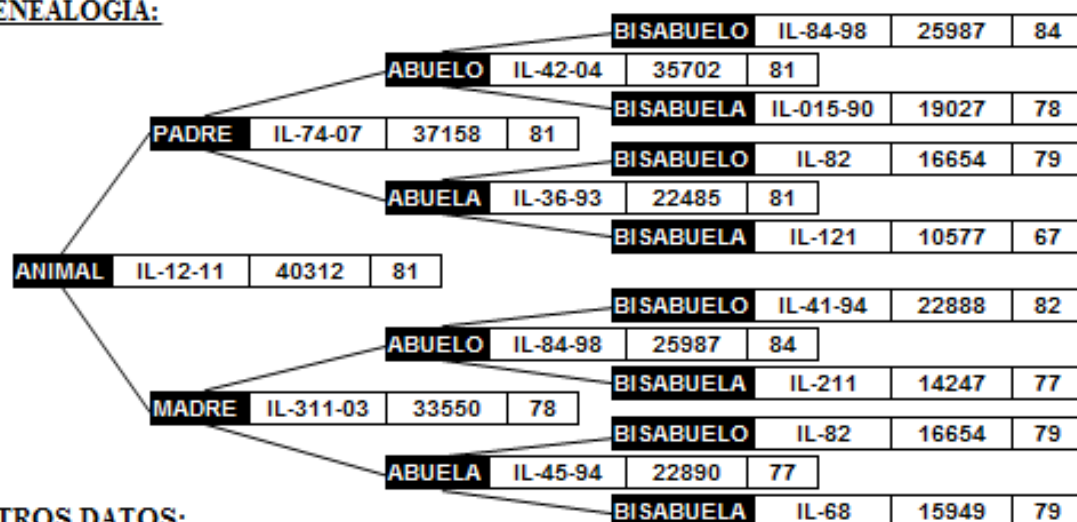 ENEALOGÍA:
BISABUELO IL-84-98 25987 84
ABUELO IL-42-04 35702 81
BISABUELA IL-015-90 19027 78
PADRE IL-74-07 37158 81
BISABUELO IL-82 16654 79
ABUELA IL-36-93 22485 81
BISABUELA IL-121 10577 67
ANIMAL IL-12-11 40312 81
BISABUELO IL-41-94 22888 82
ABUELO IL-84-98 25987 84
BISABUELA IL-211 14247 77
MADRE IL-311-03 33550 78
BISABUELO IL-82 16654 79
ABUELA IL-45-94 22890 77
BISABUELA IL-68 15949 79
TROS DATOS: